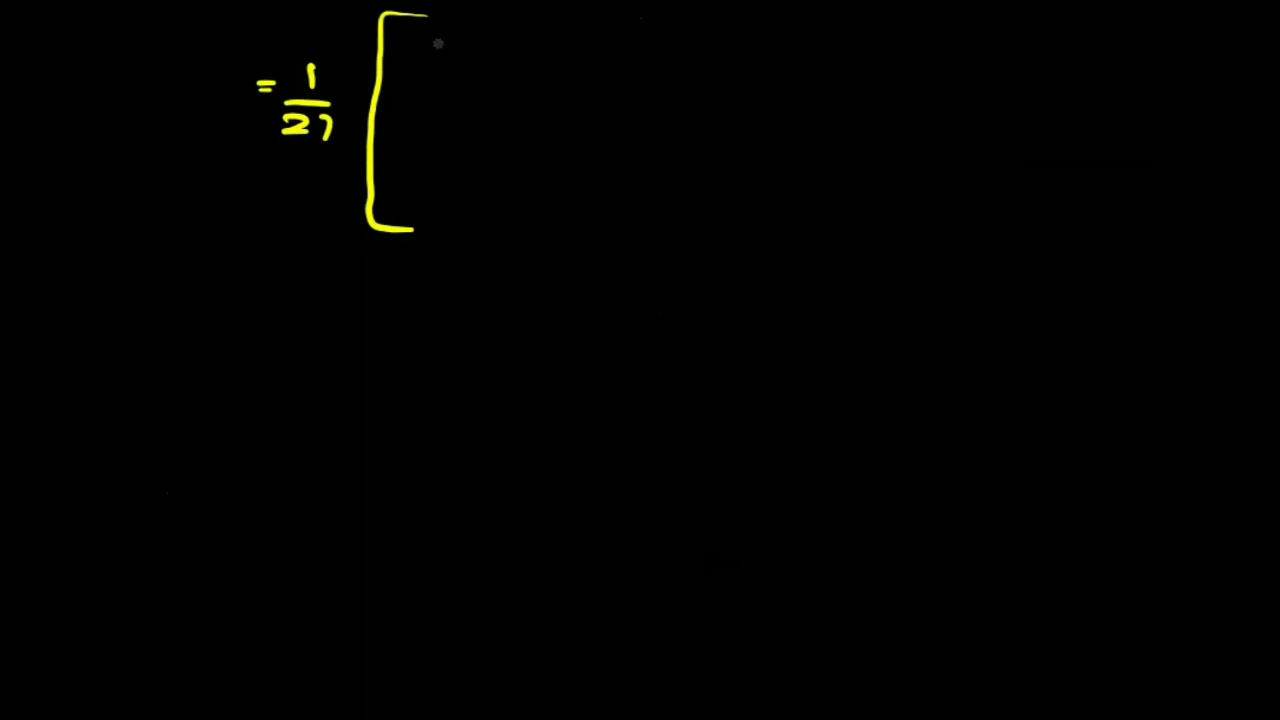 = 1/27 [